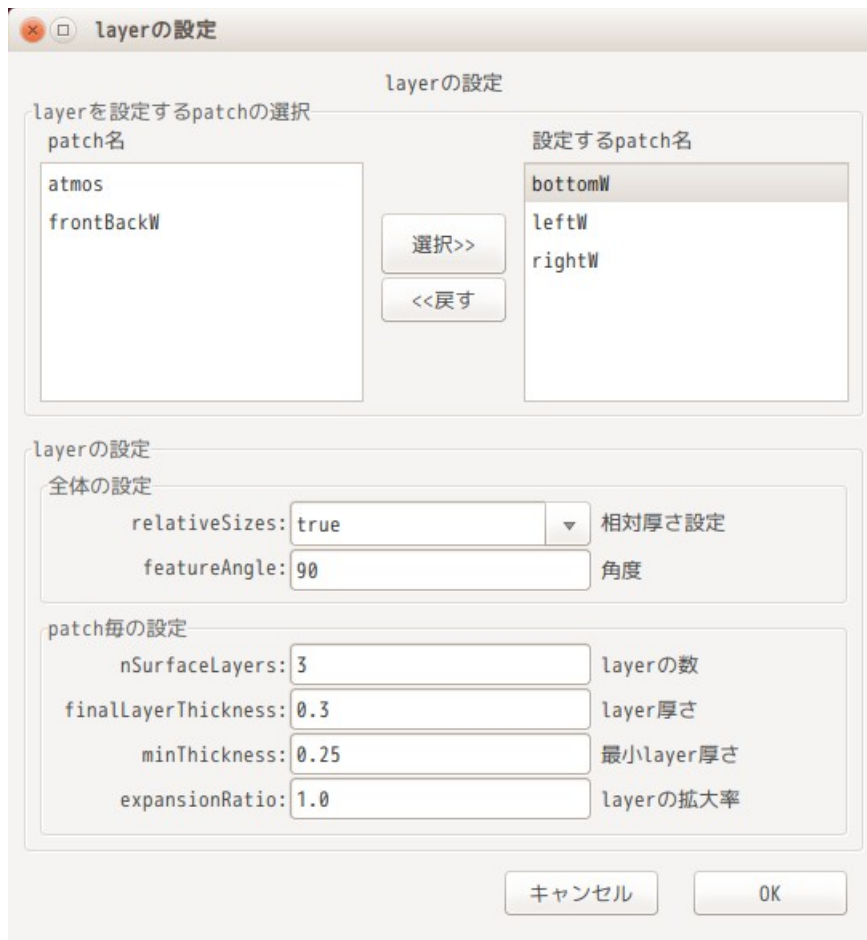 layerの設定
layerの設定
layerを設定するpatchの選択
patch名
設定するpatch名
atmos
frontBackW
選択>>
<<戻す
bottomW
leftW
rightW
layerの設定
全体の設定
relativeSizes: true 相対厚さ設定
featureAngle: 90 角度
patch毎の設定
nSurfaceLayers: 3 layerの数
finalLayerThickness: 0.3 layer厚さ
minThickness: 0.25 最小layer厚さ
expansionRatio: 1.0 layerの拡大率
キャンセル OK